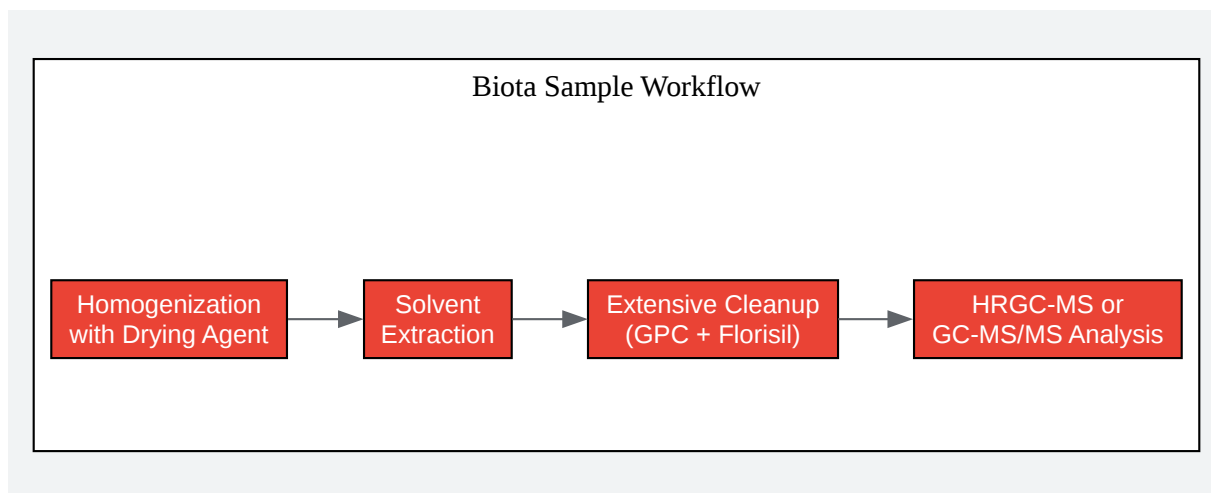 Biota Sample Workflow
Homogenization
with Drying Agent
Solvent
Extraction
Extensive Cleanup
(GPC + Florisil)
HRGC-MS or
GC-MS/MS Analysis